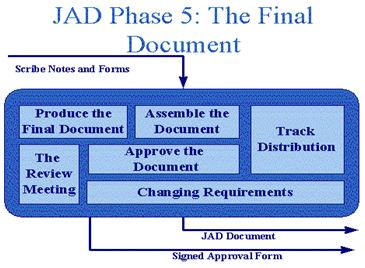 JAD Phase 5: The Final
Document
Scribe Notes and Forms
Produce the
Final Document
Assemble the
Document
Track
Distribution
The
Review
Meeting
Approve the
Document
Changing Requirements
JAD Document
Signed Approval Form